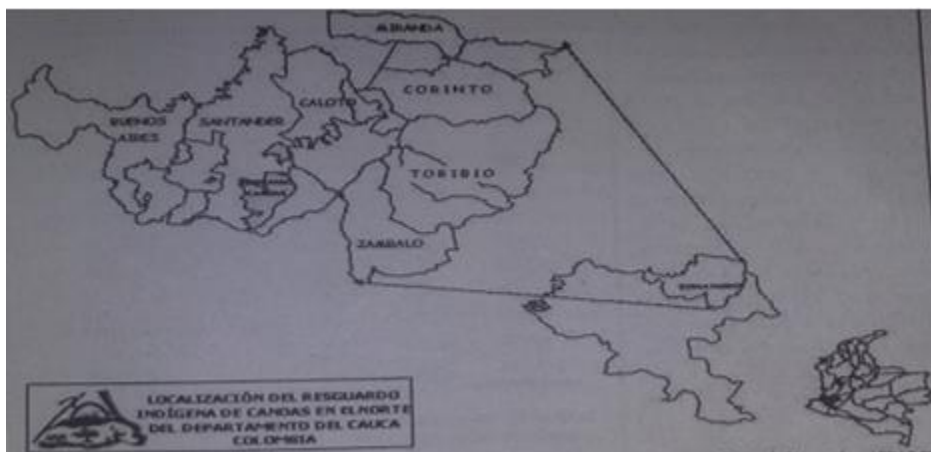 MIRANDA
CORINTO
CALOTO
BUENOS
AIRES
SANTANDER
TORIBIO
JAMBALO
LOCALIZACIÓN DEL RESGUARDO
INDÍGENA DE CANOAS EN EL NORTE
DEL DEPARTAMENTO DEL CAUCA
COLOMBIA